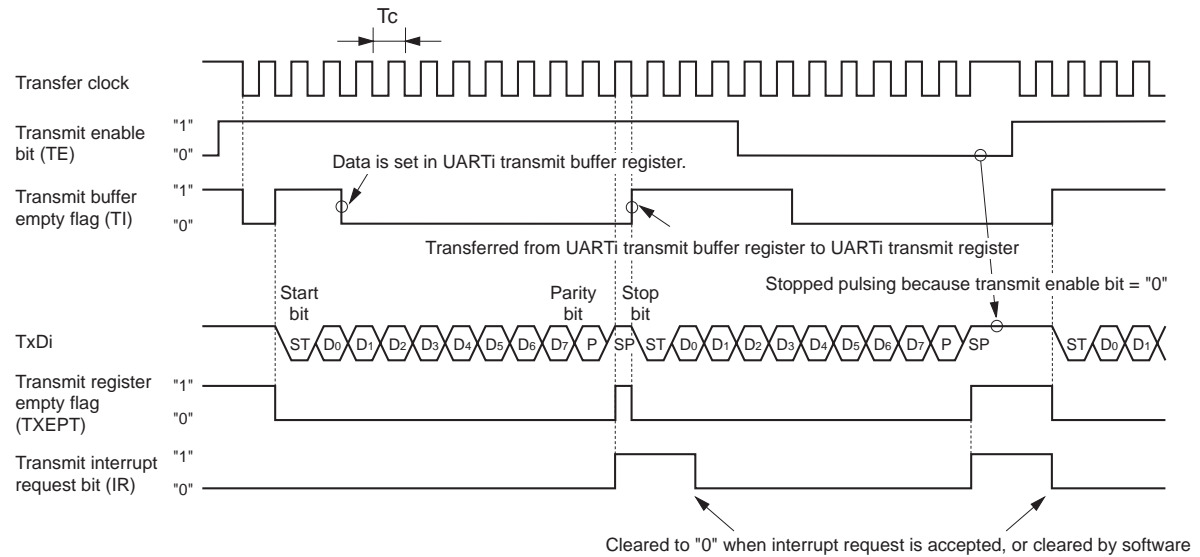 Tc
Transfer clock
Transmit enable
bit (TE)
"1"
"0"
Data is set in UARTi transmit buffer register.
Transmit buffer
empty flag (TI)
"1"
"0"
Transferred from UARTi transmit buffer register to UARTi transmit register
Stopped pulsing because transmit enable bit = "0"
Start
bit
Parity
bit
Stop
bit
TxDi
ST D0 D1 D2 D3 D4 D5 D6 D7 P SP ST D0 D1 D2 D3 D4 D5 D6 D7 P SP ST D0 D1
Transmit register
empty flag
(TXEPT)
"1"
"0"
Transmit interrupt
request bit (IR)
"1"
"0"
Cleared to "0" when interrupt request is accepted, or cleared by software